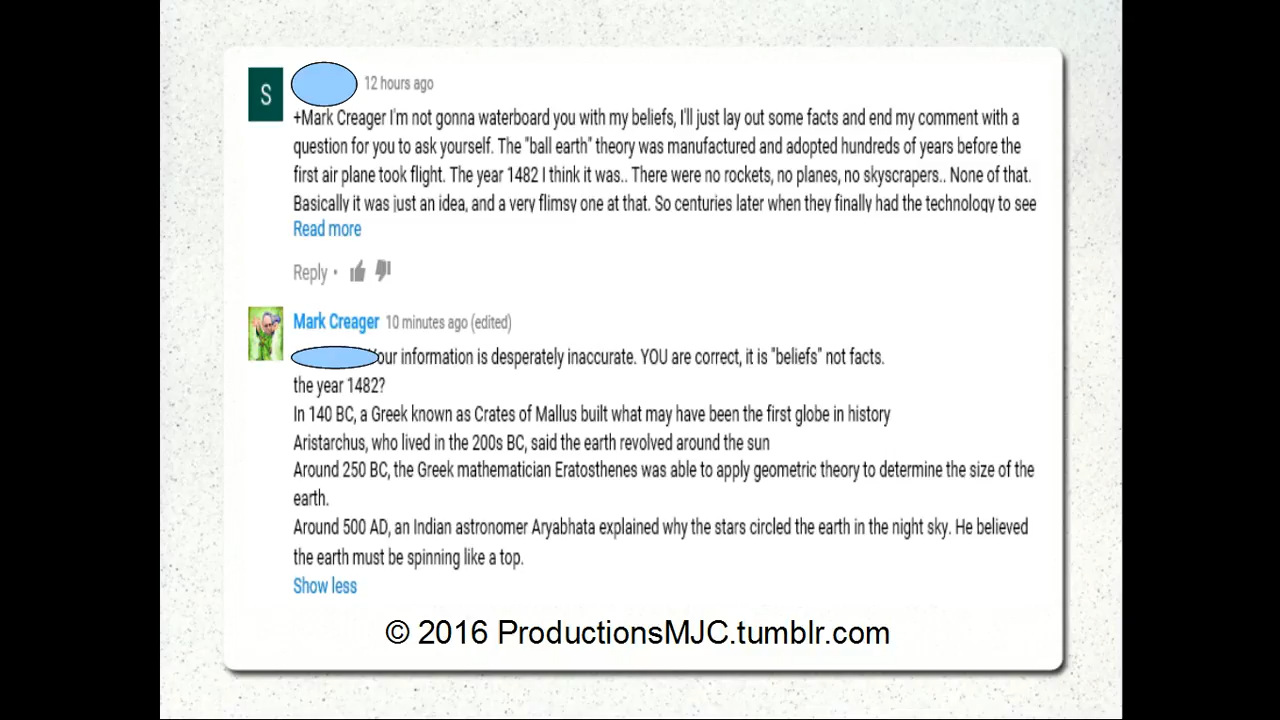 S
12 hours ago
+Mark Creager I'm not gonna waterboard you with my beliefs, I'll just lay out some facts and end my comment with a
question for you to ask yourself. The "ball earth" theory was manufactured and adopted hundreds of years before the
first air plane took flight. The year 1482 I think it was.. There were no rockets, no planes, no skyscrapers.. None of that.
Basically it was just an idea, and a very flimsy one at that. So centuries later when they finally had the technology to see
Read more
Reply •
Mark Creager 10 minutes ago (edited)
Your information is desperately inaccurate. YOU are correct, it is "beliefs" not facts.
the year 1482?
In 140 BC, a Greek known as Crates of Mallus built what may have been the first globe in history
Aristarchus, who lived in the 200s BC, said the earth revolved around the sun
Around 250 BC, the Greek mathematician Eratosthenes was able to apply geometric theory to determine the size of the
earth.
Around 500 AD, an Indian astronomer Aryabhata explained why the stars circled the earth in the night sky. He believed
the earth must be spinning like a top.
Show less
© 2016 ProductionsMJC.tumblr.com